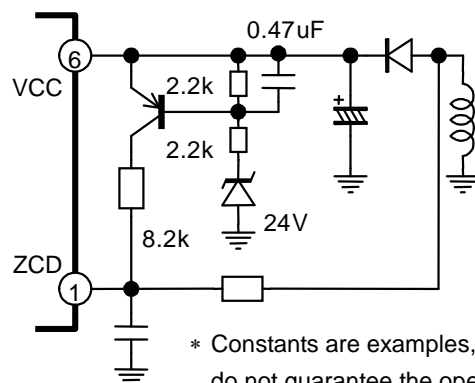 0.47uF
6
VCC
2.2k
+
2.2k
24V
8.2k
ZCD
1
* Constants are examples,
do not guarantee the ope